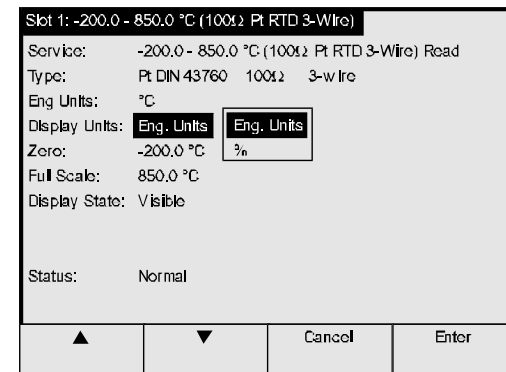 Slot 1: -200.0 - 850.0 °C (100Ω Pt RTD 3-Wire)
Service: -200.0 - 850.0 °C (100Ω Pt RTD 3-Wire) Read
Type: Pt DIN 43760 100Ω 3-wire
Eng Units: °C
Display Units: Eng. Units Eng. Units
%
Zero: -200.0 °C
Full Scale: 850.0 °C
Display State: Visible
Status: Normal
▲ ▼ Cancel Enter